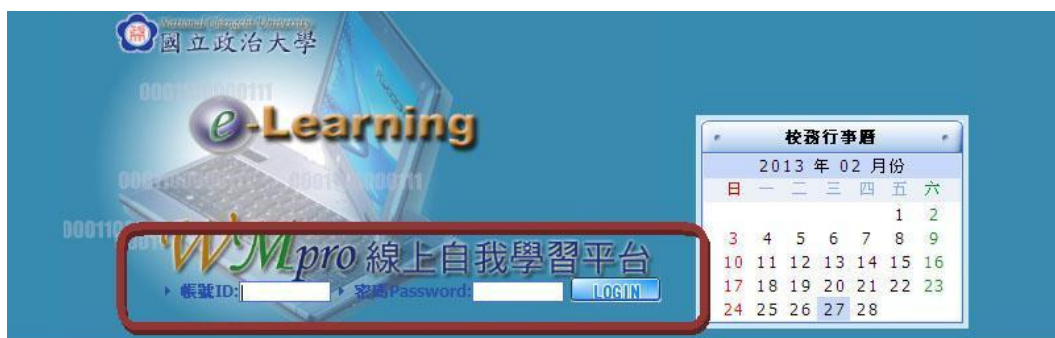 National Chengchi University
國立政治大學
e-Learning
WMpro 線上自我學習平台
帳號ID: 密碼Password: LOGIN
校務行事曆
2013 年 02 月份
日 一 二 三 四 五 六
1 2
3 4 5 6 7 8 9
10 11 12 13 14 15 16
17 18 19 20 21 22 23
24 25 26 27 28